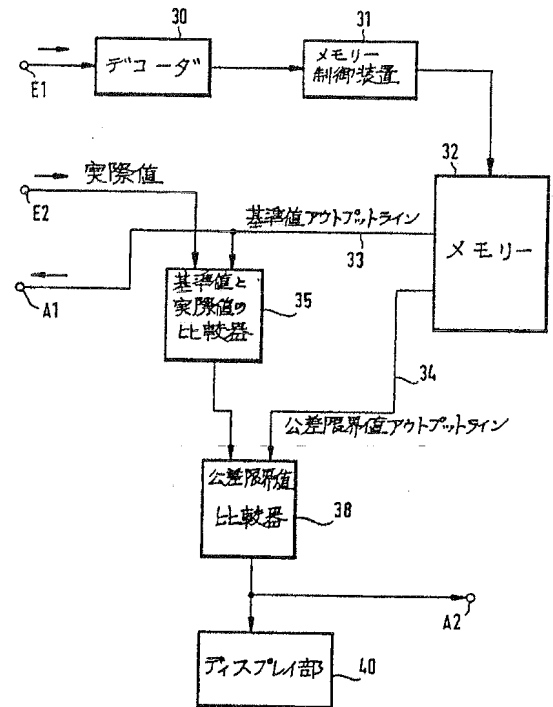 30
デコーダ
E1
31
メモリー
制御装置
32
メモリー
実際値
E2
基準値アウトプットライン
33
A1
基準値と
実際値の
比較器
35
34
公差限界値アウトプットライン
公差限界値
比較器
38
A2
ディスプレイ部
40